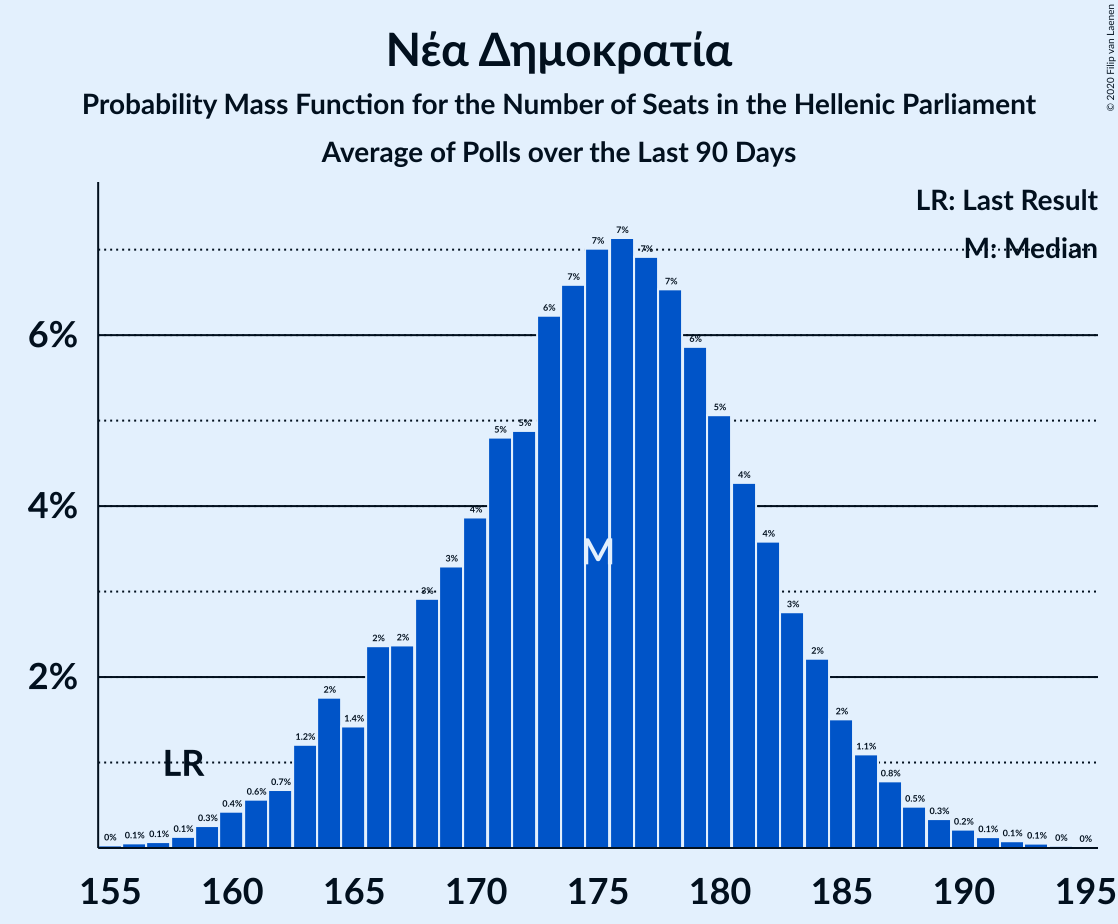 Νέα Δημοκρατία
Probability Mass Function for the Number of Seats in the Hellenic Parliament
Average of Polls over the Last 90 Days
© 2020 Filip van Laenen
LR: Last Result
M: Median
6%
4%
2%
0% 0.1% 0.1% 0.1% 0.3% 0.4% 0.6% 0.7% 1.2% 2% 1.4% 2% 2% 3% 3% 4% 5% 5% 6% 7% 7% 7% 7% 7% 6% 5% 4% 4% 3% 2% 2% 1.1% 0.8% 0.5% 0.3% 0.2% 0.1% 0.1% 0.1% 0% 0%
M
LR
155 160 165 170 175 180 185 190 195